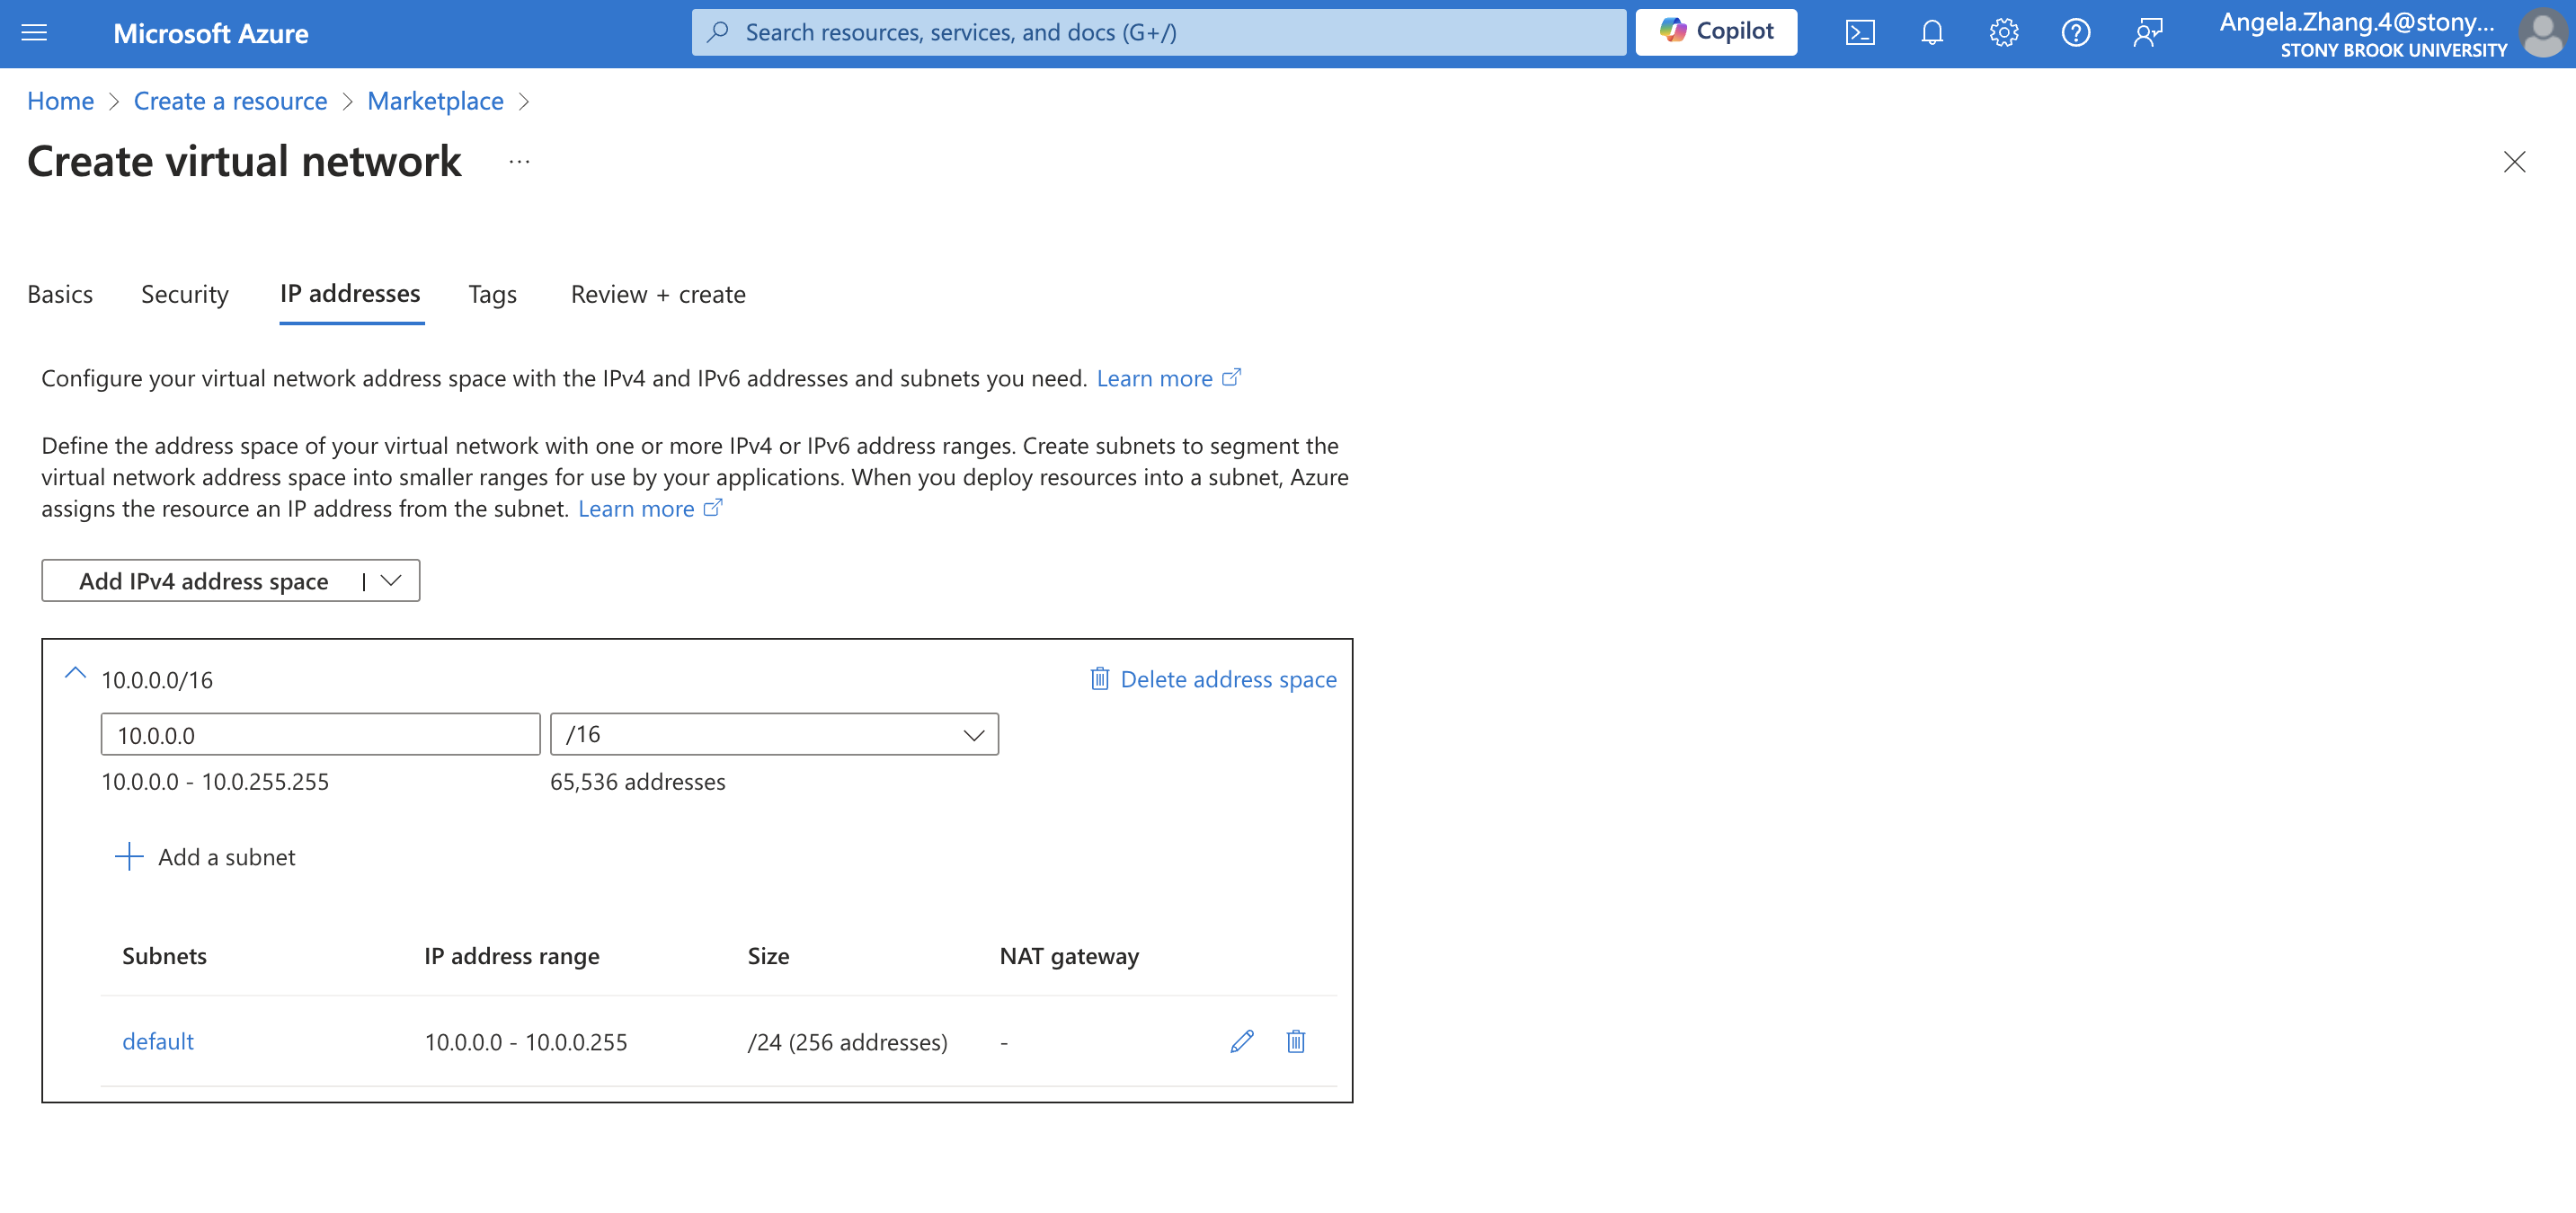 Microsoft Azure
Search resources, services, and docs (G+/)
Copilot
Angela.Zhang.4@stony...
STONY BROOK UNIVERSITY
Home > Create a resource > Marketplace >
Create virtual network ...
Basics Security IP addresses Tags Review + create
Configure your virtual network address space with the IPv4 and IPv6 addresses and subnets you need. Learn more
Define the address space of your virtual network with one or more IPv4 or IPv6 address ranges. Create subnets to segment the
virtual network address space into smaller ranges for use by your applications. When you deploy resources into a subnet, Azure
assigns the resource an IP address from the subnet. Learn more
Add IPv4 address space |
10.0.0.0/16 Delete address space
10.0.0.0 /16
10.0.0.0 - 10.0.255.255 65,536 addresses
+ Add a subnet
Subnets IP address range Size NAT gateway
default 10.0.0.0 - 10.0.0.255 /24 (256 addresses) -